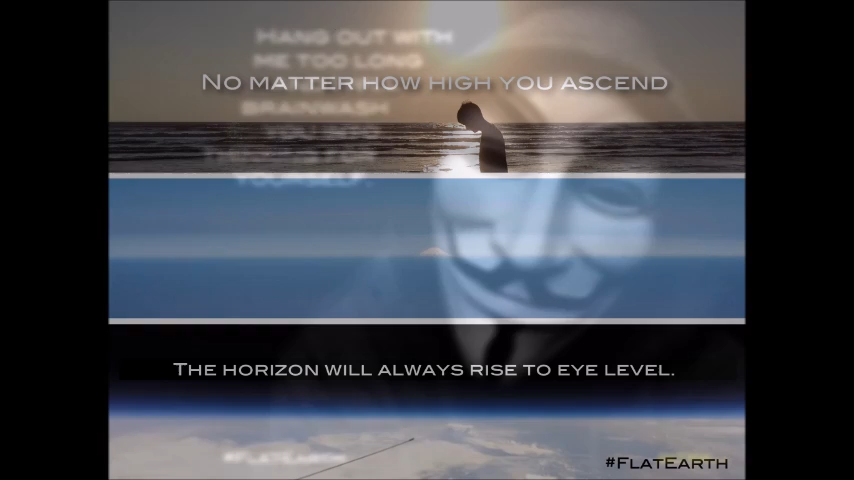 Hang out with
me too long
No matter how high you ascend
brainwash
yourself.
The horizon will always rise to eye level.
#FlatEarth
#FlatEarth